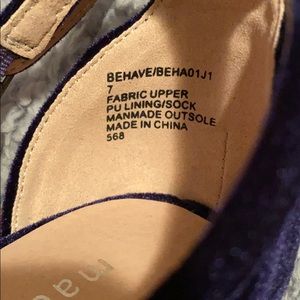 BEHAVE/BEHA01J1
7
FABRIC UPPER
PU LINING/SOCK
MANMADE OUTSOLE
MADE IN CHINA
568